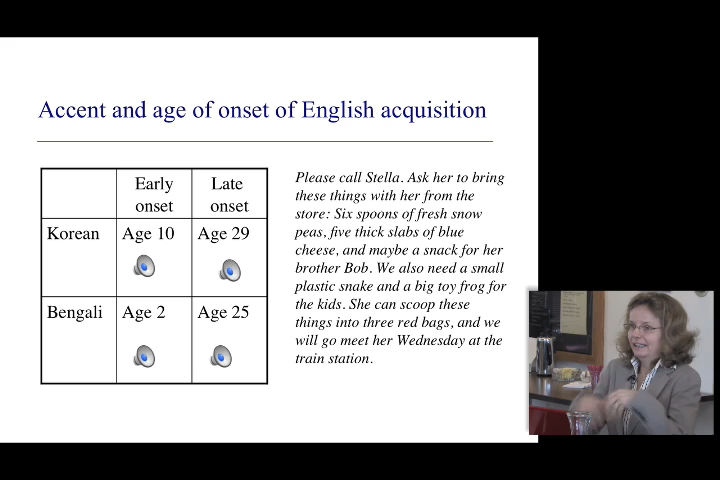 Accent and age of onset of English acquisition
Early onset
Late onset
Korean
Age 10
Age 29
Bengali
Age 2
Age 25
Please call Stella. Ask her to bring
these things with her from the
store: Six spoons of fresh snow
peas, five thick slabs of blue
cheese, and maybe a snack for her
brother Bob. We also need a small
plastic snake and a big toy frog for
the kids. She can scoop these
things into three red bags, and we
will go meet her Wednesday at the
train station.